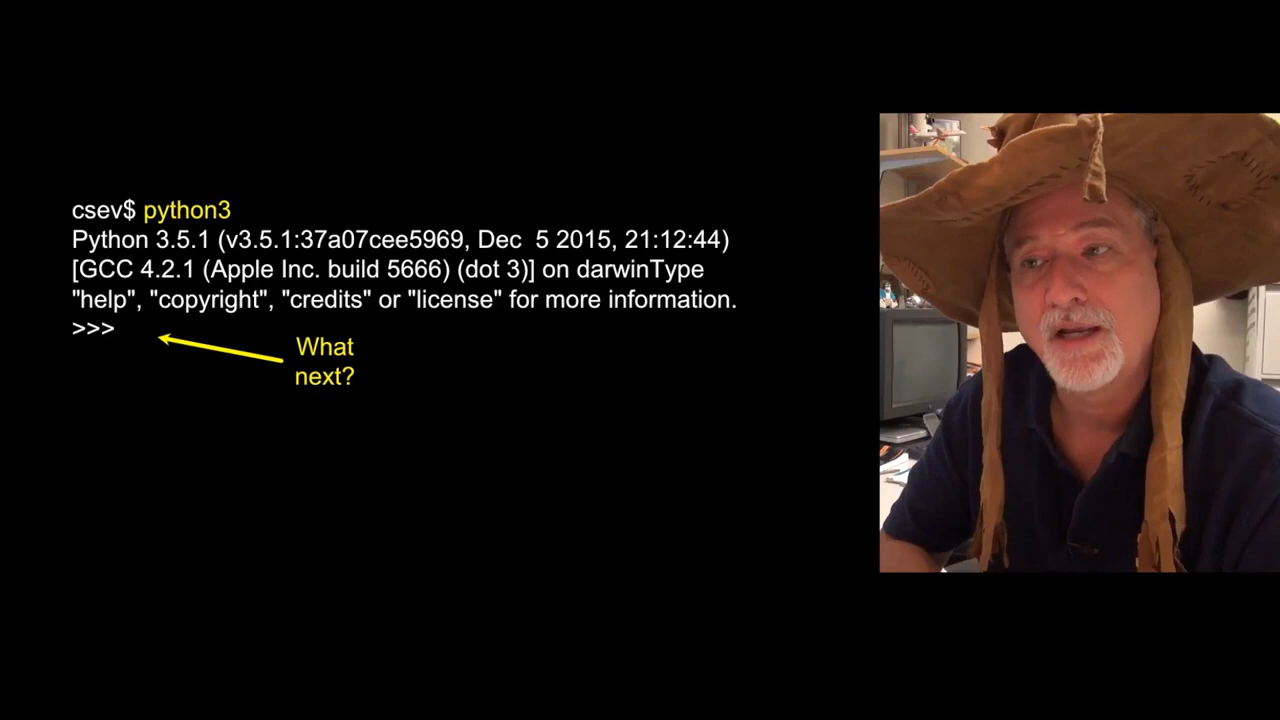 csev$ python3
Python 3.5.1 (v3.5.1:37a07cee5969, Dec  5 2015, 21:12:44)
[GCC 4.2.1 (Apple Inc. build 5666) (dot 3)] on darwinType
"help", "copyright", "credits" or "license" for more information.
>>>
What
next?